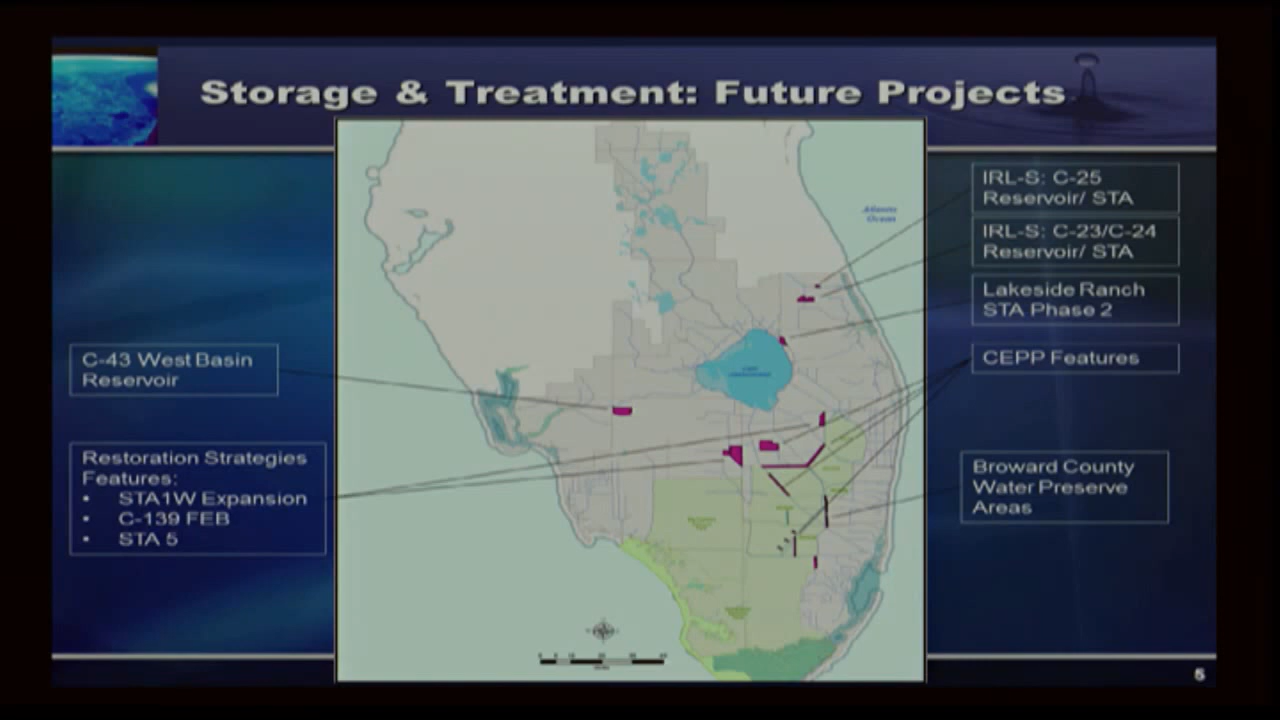 Storage & Treatment: Future Projects
Atlantic
Ocean
IRL-S: C-25
Reservoir/ STA
IRL-S: C-23/C-24
Reservoir/ STA
Lakeside Ranch
STA Phase 2
CEPP Features
C-43 West Basin
Reservoir
Restoration Strategies
Features:
• STA1W Expansion
• C-139 FEB
• STA 5
Broward County
Water Preserve
Areas
5